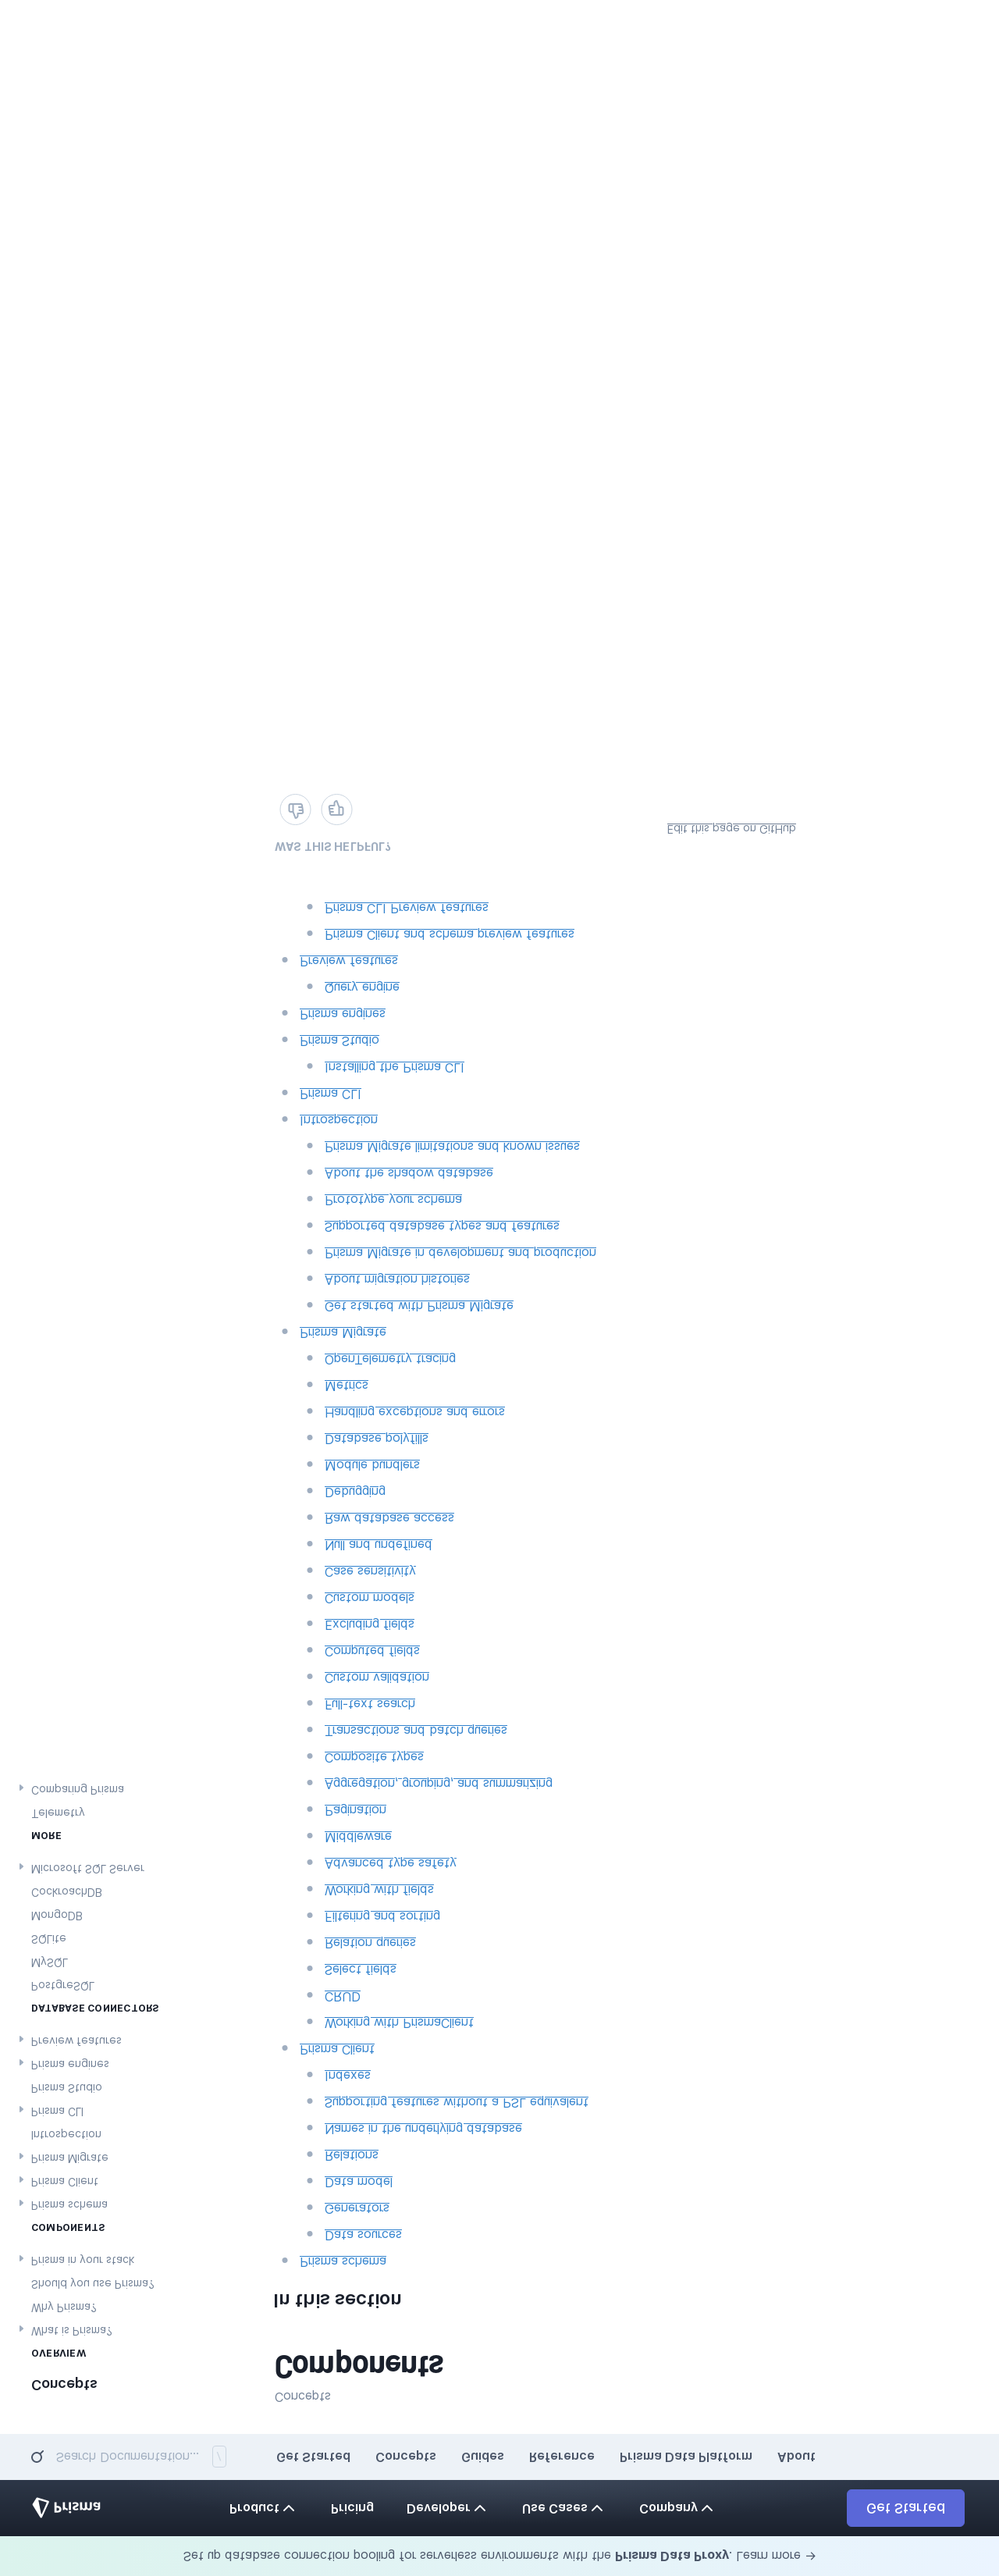 Set up database connection pooling for serverless environments with the Prisma Data Proxy. Learn more →
Prisma
Product
Pricing
Developer
Use Cases
Company
Get Started
Search Documentation... /
Get Started
Concepts
Guides
Reference
Prisma Data Platform
About
Concepts
OVERVIEW
What is Prisma?
Why Prisma?
Should you use Prisma?
Prisma in your stack
COMPONENTS
Prisma schema
Prisma Client
Prisma Migrate
Introspection
Prisma CLI
Prisma Studio
Prisma engines
Preview features
DATABASE CONNECTORS
PostgreSQL
MySQL
SQLite
MongoDB
CockroachDB
Microsoft SQL Server
MORE
Telemetry
Comparing Prisma
Concepts
Components
In this section
Prisma schema
Data sources
Generators
Data model
Relations
Names in the underlying database
Supporting features without a PSL equivalent
Indexes
Prisma Client
Working with PrismaClient
CRUD
Select fields
Relation queries
Filtering and sorting
Working with fields
Advanced type safety
Middleware
Pagination
Aggregation, grouping, and summarizing
Composite types
Transactions and batch queries
Full-text search
Custom validation
Computed fields
Excluding fields
Custom models
Case sensitivity
Null and undefined
Raw database access
Debugging
Module bundlers
Database polyfills
Handling exceptions and errors
Metrics
OpenTelemetry tracing
Prisma Migrate
Get started with Prisma Migrate
About migration histories
Prisma Migrate in development and production
Supported database types and features
Prototype your schema
About the shadow database
Prisma Migrate limitations and known issues
Introspection
Prisma CLI
Installing the Prisma CLI
Prisma Studio
Prisma engines
Query engine
Preview features
Prisma Client and schema preview features
Prisma CLI Preview features
WAS THIS HELPFUL?
Edit this page on GitHub